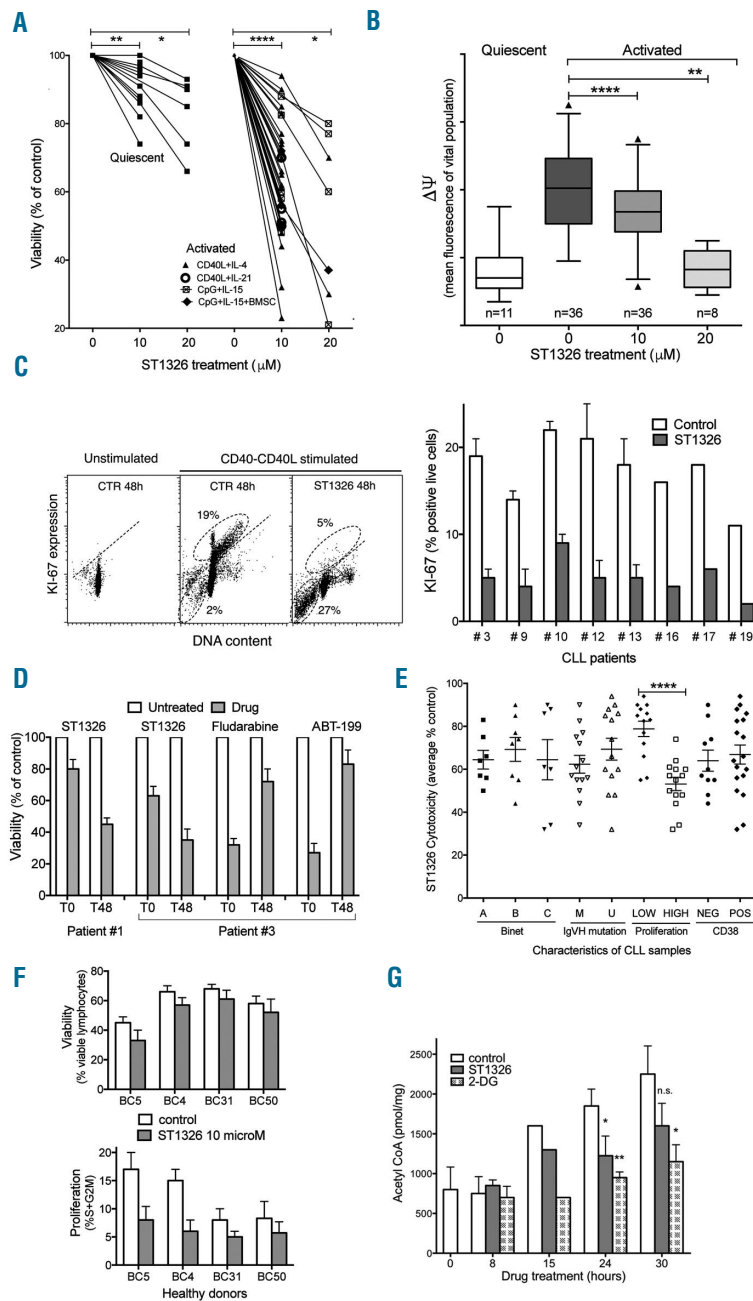 A
** * **** *
100
80
60
40
20
Viability (% of control)
Quiescent
Activated
CD40L+IL-4
CD40L+IL-21
CpG+IL-15
CpG+IL-15+BMSC
0 10 20 0 10 20
ST1326 treatment (μM)
B
Quiescent Activated
**
****
ΔΨ
(mean fluorescence of vital population)
n=11 n=36 n=36 n=8
0 0 10 20
ST1326 treatment (μM)
C
Unstimulated CD40-CD40L stimulated
CTR 48h CTR 48h ST1326 48h
19% 5%
2% 27%
KI-67 expression
DNA content
Control
ST1326
20
10
0
KI-67 (% positive live cells)
# 3 # 9 # 10 # 12 # 13 # 16 # 17 # 19
CLL patients
D
Untreated Drug
ST1326 ST1326 Fludarabine ABT-199
100
80
60
40
20
0
Viability (% of control)
T0 T48 T0 T48 T0 T48 T0 T48
Patient #1 Patient #3
E
****
100
80
60
40
20
0
ST1326 Cytotoxicity (average % control)
A B C M U LOW HIGH NEG POS
Binet IgVH mutation Proliferation CD38
Characteristics of CLL samples
F
80
60
40
20
0
Viability
(% viable lymphocytes)
BC5 BC4 BC31 BC50
control
ST1326 10 microM
20
15
10
5
0
Proliferation
(%S+G2M)
BC5 BC4 BC31 BC50
Healthy donors
G
control
ST1326
2-DG
2500
2000
1500
1000
500
0
Acetyl CoA (pmol/mg)
n.s.
* ** *
0 8 15 24 30
Drug treatment (hours)